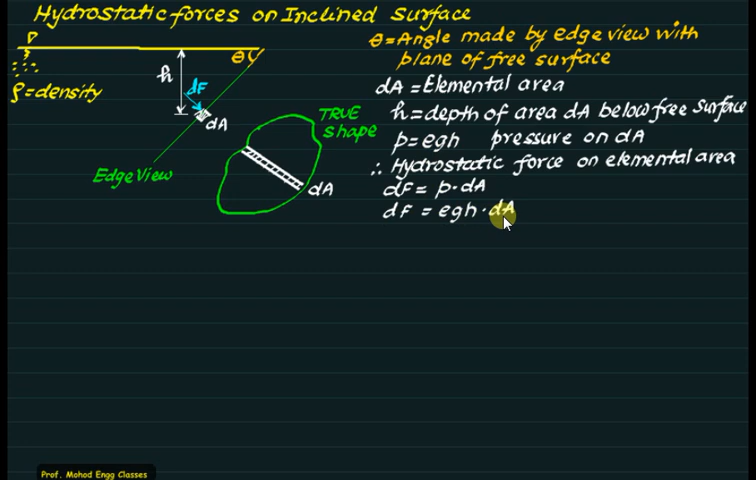 Hydrostatic forces on Inclined Surface
θ = Angle made by edge view with
plane of free surface
θ
h
dF
ρ = density
dA
dA = Elemental area
h = depth of area dA below free surface
TRUE
shape
p = ρgh pressure on dA
∴ Hydrostatic force on elemental area
Edge View
dA
dF = p·dA
dF = ρgh·dA
Prof. Mohod Engg Classes